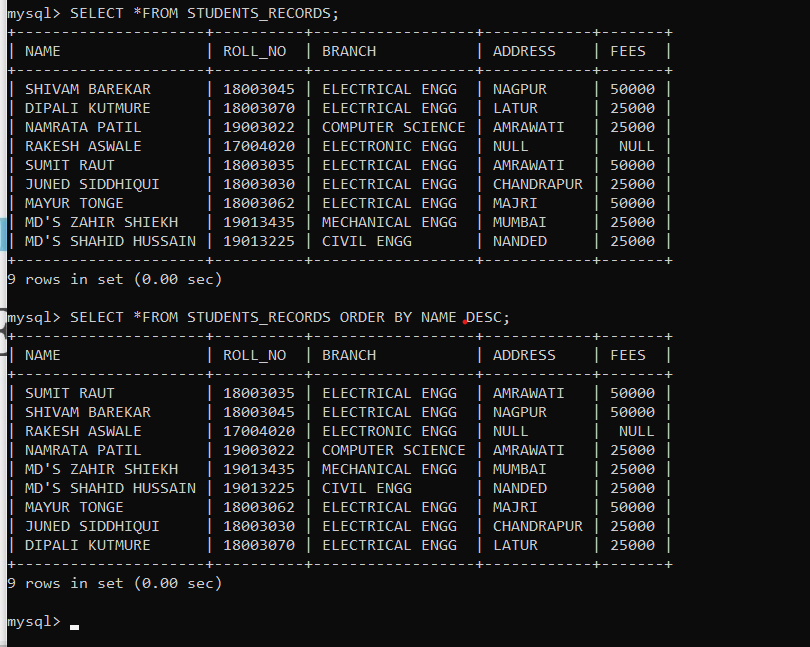 mysql> SELECT *FROM STUDENTS_RECORDS;
+----------------------+----------+------------------+------------+-------+
| NAME                 | ROLL_NO  | BRANCH           | ADDRESS    | FEES  |
+----------------------+----------+------------------+------------+-------+
| SHIVAM BAREKAR       | 18003045 | ELECTRICAL ENGG  | NAGPUR     | 50000 |
| DIPALI KUTMURE       | 18003070 | ELECTRICAL ENGG  | LATUR      | 25000 |
| NAMRATA PATIL        | 19003022 | COMPUTER SCIENCE | AMRAWATI   | 25000 |
| RAKESH ASWALE        | 17004020 | ELECTRONIC ENGG  | NULL       |  NULL |
| SUMIT RAUT           | 18003035 | ELECTRICAL ENGG  | AMRAWATI   | 50000 |
| JUNED SIDDHIQUI      | 18003030 | ELECTRICAL ENGG  | CHANDRAPUR | 25000 |
| MAYUR TONGE          | 18003062 | ELECTRICAL ENGG  | MAJRI      | 50000 |
| MD'S ZAHIR SHIEKH    | 19013435 | MECHANICAL ENGG  | MUMBAI     | 25000 |
| MD'S SHAHID HUSSAIN  | 19013225 | CIVIL ENGG       | NANDED     | 25000 |
+----------------------+----------+------------------+------------+-------+
9 rows in set (0.00 sec)
mysql> SELECT *FROM STUDENTS_RECORDS ORDER BY NAME DESC;
+----------------------+----------+------------------+------------+-------+
| NAME                 | ROLL_NO  | BRANCH           | ADDRESS    | FEES  |
+----------------------+----------+------------------+------------+-------+
| SUMIT RAUT           | 18003035 | ELECTRICAL ENGG  | AMRAWATI   | 50000 |
| SHIVAM BAREKAR       | 18003045 | ELECTRICAL ENGG  | NAGPUR     | 50000 |
| RAKESH ASWALE        | 17004020 | ELECTRONIC ENGG  | NULL       |  NULL |
| NAMRATA PATIL        | 19003022 | COMPUTER SCIENCE | AMRAWATI   | 25000 |
| MD'S ZAHIR SHIEKH    | 19013435 | MECHANICAL ENGG  | MUMBAI     | 25000 |
| MD'S SHAHID HUSSAIN  | 19013225 | CIVIL ENGG       | NANDED     | 25000 |
| MAYUR TONGE          | 18003062 | ELECTRICAL ENGG  | MAJRI      | 50000 |
| JUNED SIDDHIQUI      | 18003030 | ELECTRICAL ENGG  | CHANDRAPUR | 25000 |
| DIPALI KUTMURE       | 18003070 | ELECTRICAL ENGG  | LATUR      | 25000 |
+----------------------+----------+------------------+------------+-------+
9 rows in set (0.00 sec)
mysql>